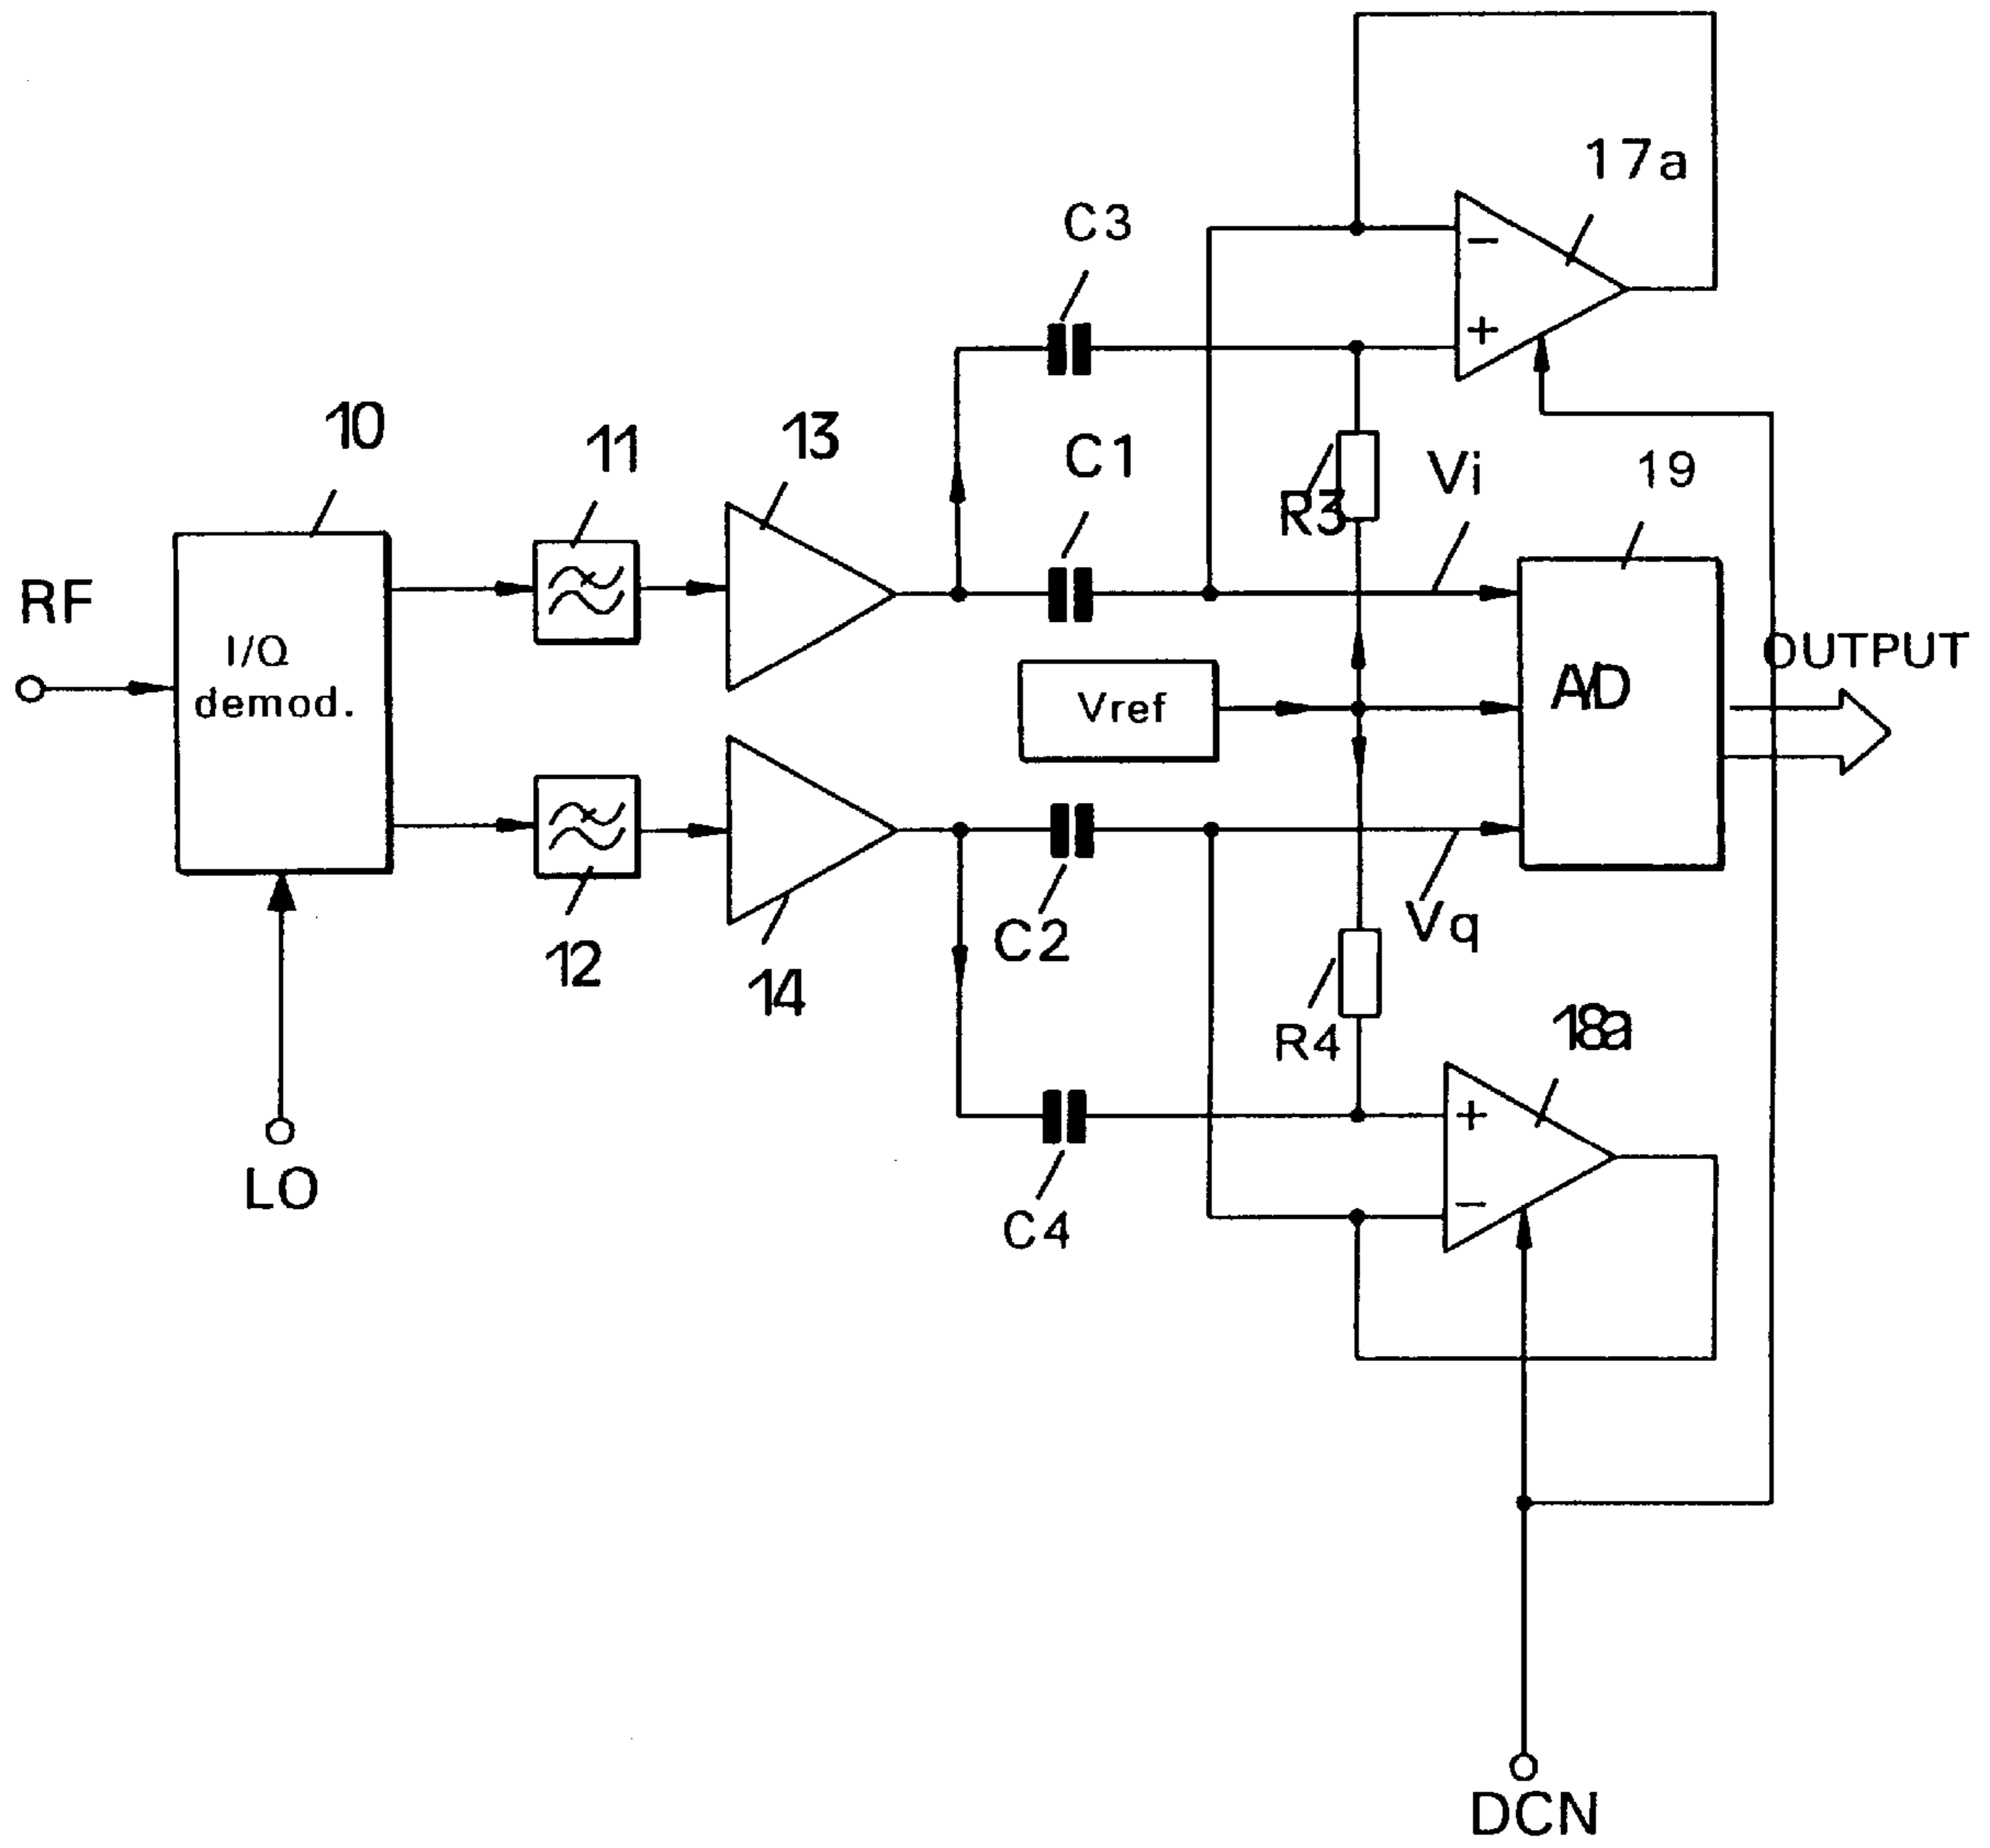 17a
C3
−
+
10
11
13
C1
R3
Vi
19
RF
I/Q
demod.
Vref
A/D
OUTPUT
12
14
C2
Vq
R4
18a
+
−
C4
LO
DCN